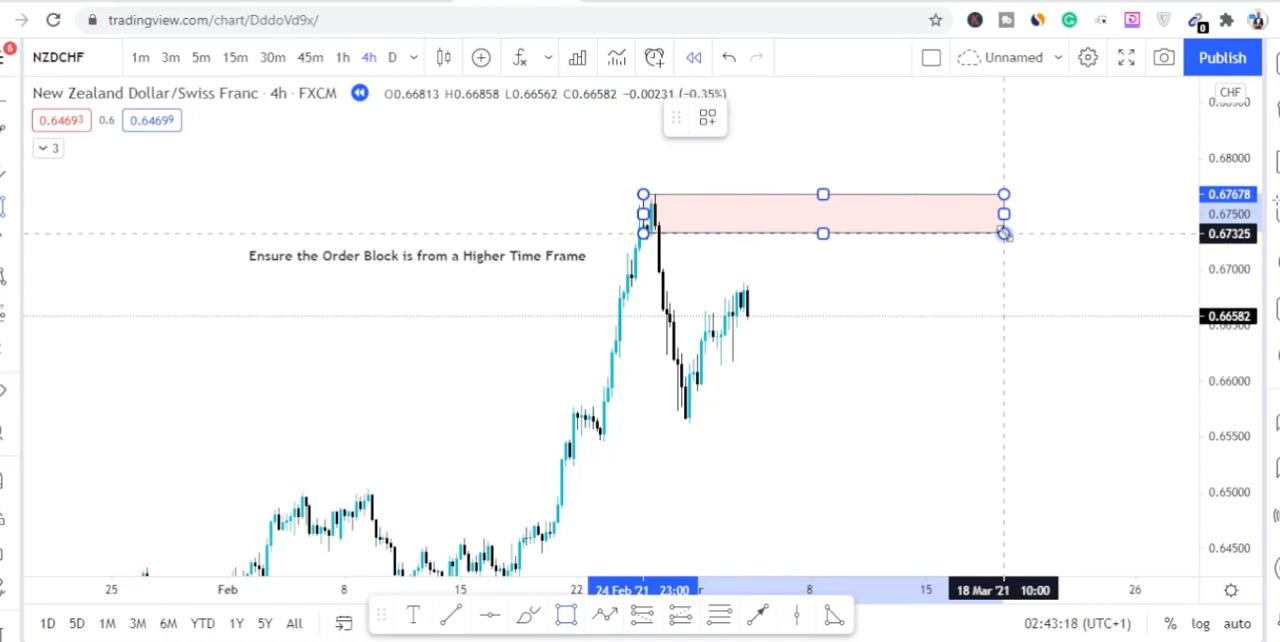 tradingview.com/chart/DddoVd9x/
0
6
NZDCHF 1m 3m 5m 15m 30m 45m 1h 4h D Unnamed Publish
New Zealand Dollar/Swiss Franc · 4h · FXCM O0.66813 H0.66858 L0.66562 C0.66582 −0.00231 (−0.35%)
CHF
0.64693 0.6 0.64699
3
0.68000
0.67678
0.67500
0.67325
Ensure the Order Block is from a Higher Time Frame
0.67000
0.66582
0.66500
0.66000
0.65500
0.65000
0.64500
25 Feb 8 15 22 24 Feb '21 23:00 8 15 18 Mar '21 10:00 26
1D 5D 1M 3M 6M YTD 1Y 5Y All T 02:43:18 (UTC+1) % log auto